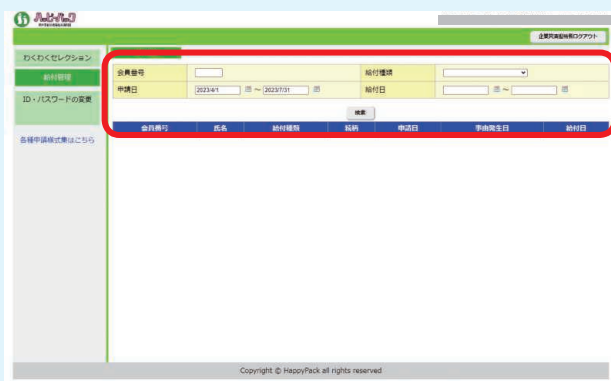 ハッピーパック
企業共済担当者ログアウト
わくわくセレクション
給付管理
ID・パスワードの変更
各種申請様式集はこちら
会員番号 給付種類
申請日 2023/4/1 ～ 2023/7/31 給付日 ～
検索
会員番号 氏名 給付種類 続柄 申請日 事由発生日 給付日
Copyright © HappyPack all rights reserved